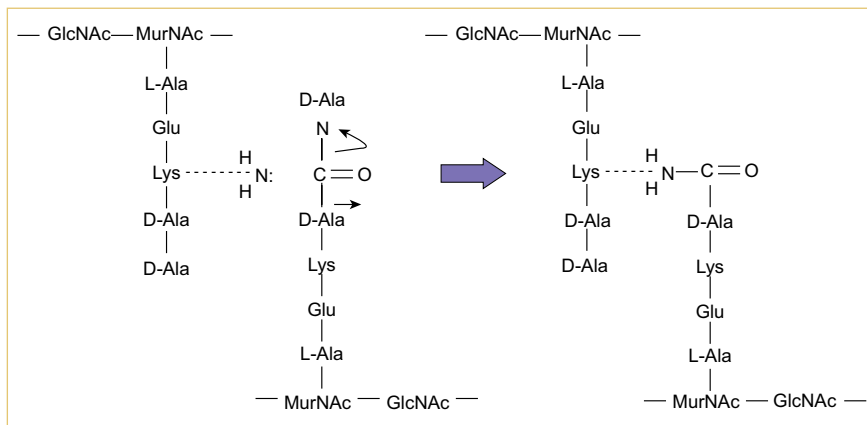 — GlcNAc—MurNAc —
L-Ala
Glu
Lys
H
H
N:
D-Ala
D-Ala
D-Ala
N
C=O
D-Ala
Lys
Glu
L-Ala
— MurNAc — GlcNAc —
— GlcNAc—MurNAc —
L-Ala
Glu
Lys
H
H
N—C=O
D-Ala
D-Ala
D-Ala
Lys
Glu
L-Ala
— MurNAc — GlcNAc —